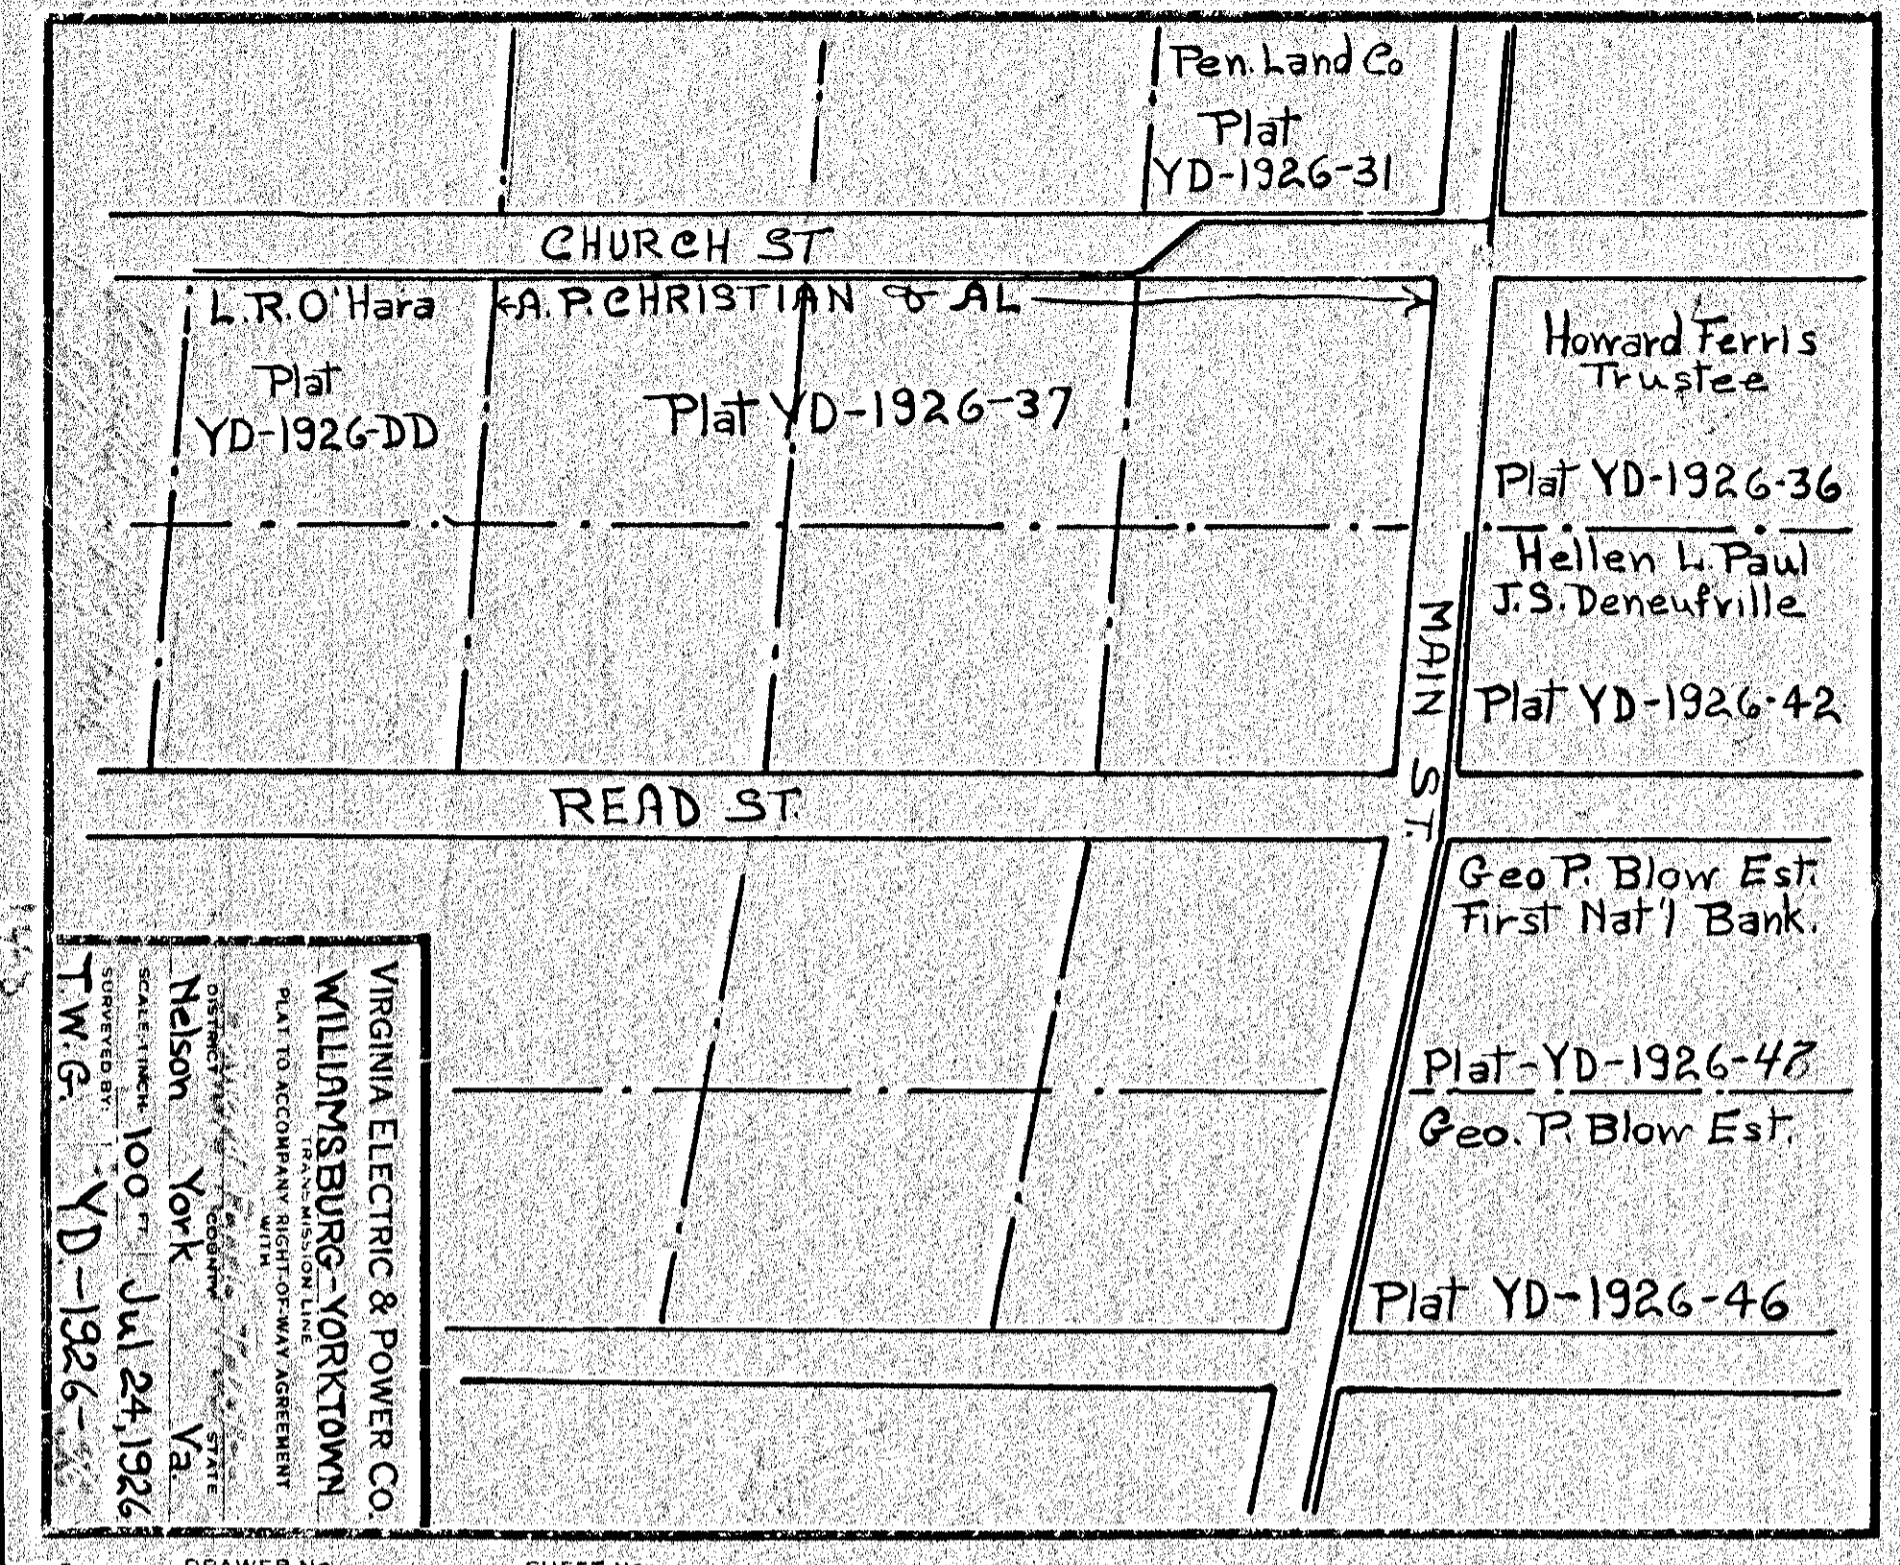 Pen. Land Co
Plat
YD-1926-31
CHURCH ST
L.R. O'Hara
Plat
YD-1926-DD
A. P. CHRISTIAN & AL
Plat YD-1926-37
Howard Ferris
Trustee
Plat YD-1926-36
Hellen L. Paul
J.S. Deneufville
Plat YD-1926-42
MAIN ST.
READ ST.
Geo P. Blow Est.
First Nat'l Bank.
Plat-YD-1926-
Geo. P. Blow Est.
Plat YD-1926-46
VIRGINIA ELECTRIC & POWER CO.
WILLIAMSBURG-YORKTOWN
TRANSMISSION LINE
PLAT TO ACCOMPANY RIGHT-OF-WAY AGREEMENT
WITH
DISTRICT COUNTY STATE
Nelson York Va.
SCALE-1 INCH- 100 FT. Jul 24, 1926
SURVEYED BY:
T.W.G. YD.-1926-
DRAWER NO.
SHEET NO.